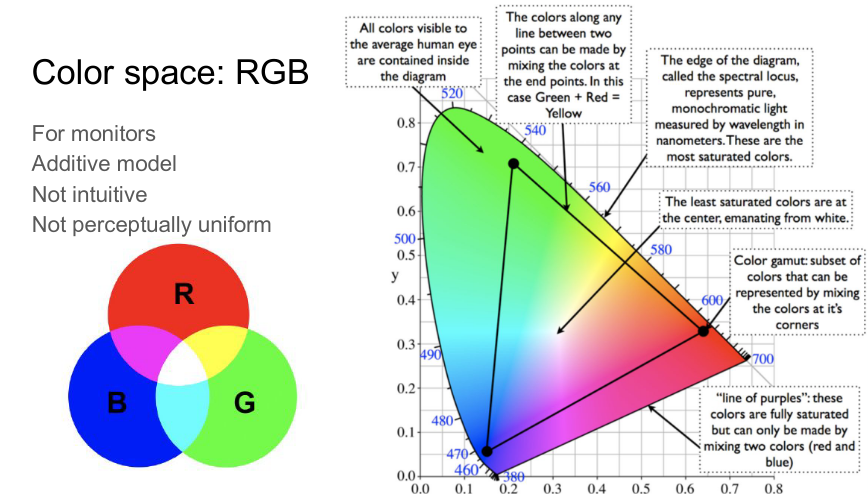 Color space: RGB
For monitors
Additive model
Not intuitive
Not perceptually uniform
R
B
G
All colors visible to
the average human eye
are contained inside
the diagram
The colors along any
line between two
points can be made by
mixing the colors at
the end points. In this
case Green + Red =
Yellow
The edge of the diagram,
called the spectral locus,
represents pure,
monochromatic light
measured by wavelength in
nanometers. These are the
most saturated colors.
The least saturated colors are at
the center, emanating from white.
Color gamut: subset of
colors that can be
represented by mixing
the colors at it's
corners
"line of purples": these
colors are fully saturated
but can only be made by
mixing two colors (red and
blue)
520
540
560
580
600
700
500
490
480
470
460
380
y
0.8
0.7
0.6
0.5
0.4
0.3
0.2
0.1
0.0
0.0 0.1 0.2 0.3 0.4 0.5 0.6 0.7 0.8